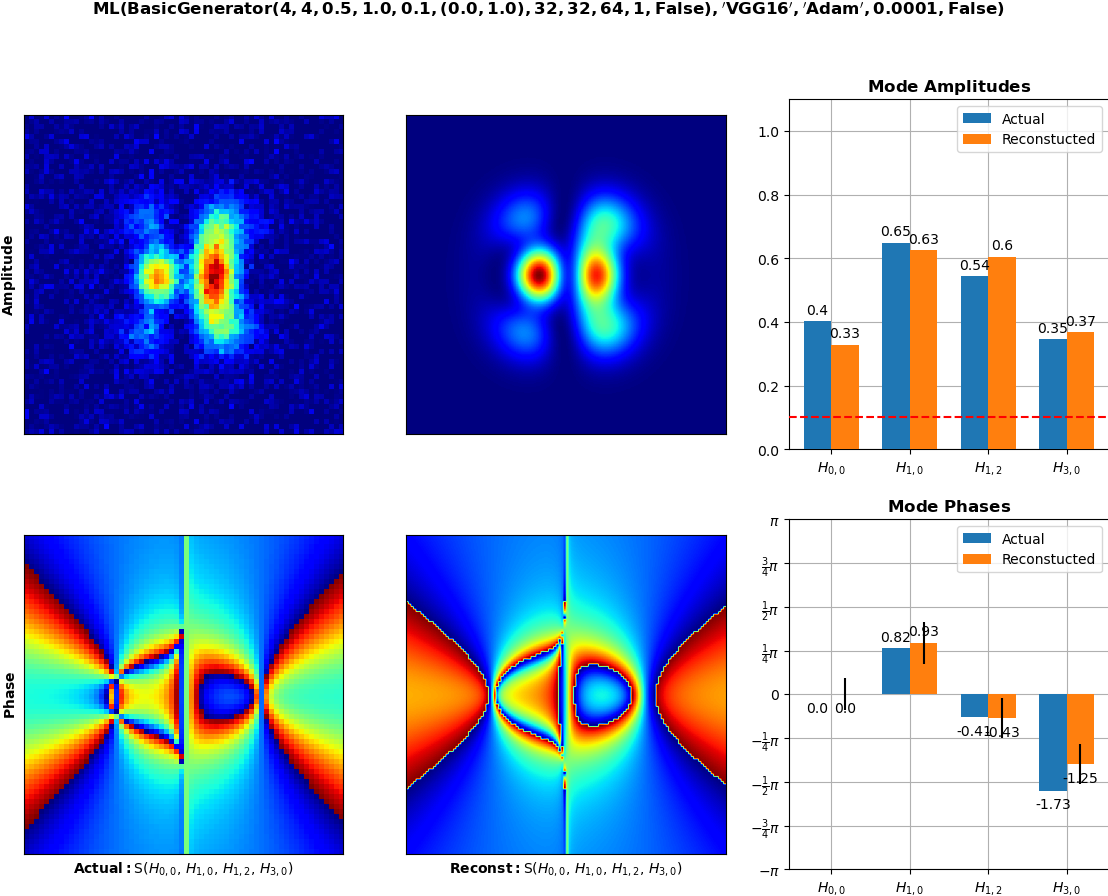 ML(BasicGenerator(4, 4, 0.5, 1.0, 0.1, (0.0, 1.0), 32, 32, 64, 1, False), ′VGG16′, ′Adam′, 0.0001, False)
Amplitude
Mode Amplitudes
Actual
Reconstucted
1.0
0.8
0.6
0.4
0.2
0.0
0.4
0.33
0.65
0.63
0.54
0.6
0.35
0.37
H0,0
H1,0
H1,2
H3,0
Phase
Actual: S(H0,0, H1,0, H1,2, H3,0)
Reconst: S(H0,0, H1,0, H1,2, H3,0)
Mode Phases
Actual
Reconstucted
π
3/4π
1/2π
1/4π
0
−1/4π
−1/2π
−3/4π
−π
0.0
0.0
0.82
0.93
-0.41
-0.43
-1.73
-1.25
H0,0
H1,0
H1,2
H3,0